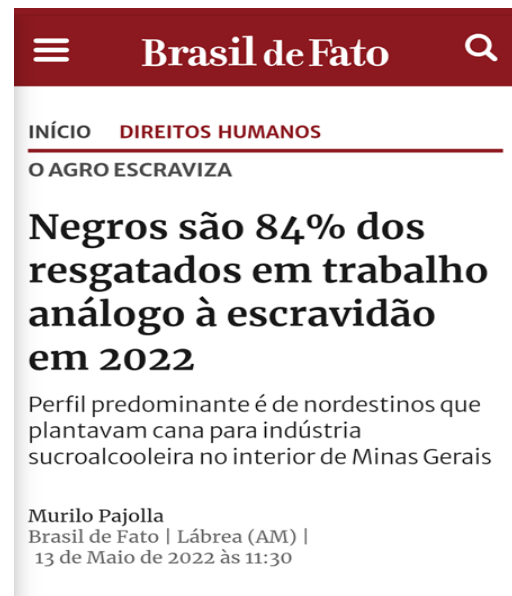 Brasil de Fato
INÍCIO DIREITOS HUMANOS
O AGRO ESCRAVIZA
Negros são 84% dos
resgatados em trabalho
análogo à escravidão
em 2022
Perfil predominante é de nordestinos que
plantavam cana para indústria
sucroalcooleira no interior de Minas Gerais
Murilo Pajolla
Brasil de Fato | Lábrea (AM) |
13 de Maio de 2022 às 11:30